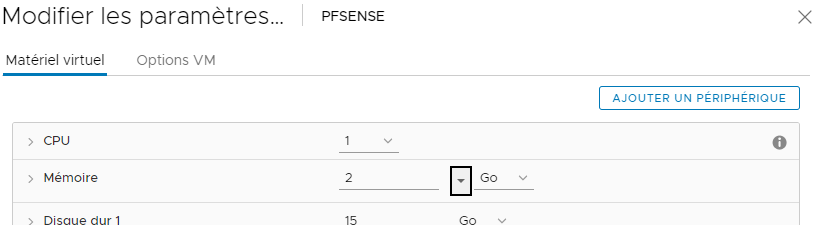 Modifier les paramètres... PFSENSE
Matériel virtuel Options VM
AJOUTER UN PÉRIPHÉRIQUE
CPU 1
Mémoire 2 Go
Disque dur 1 15 Go